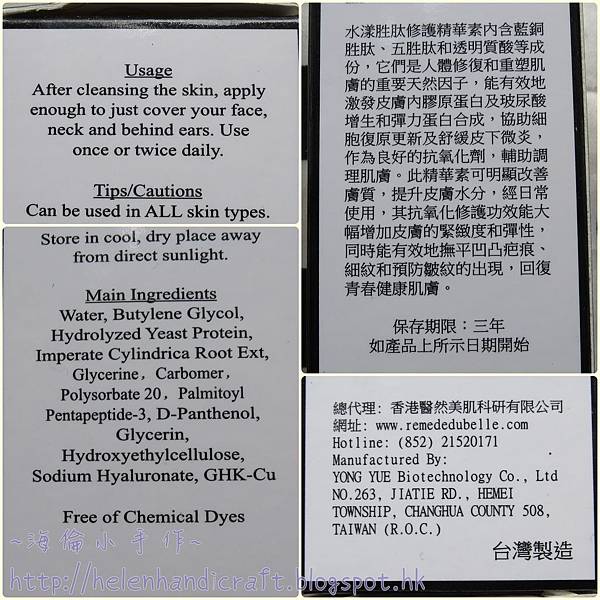 Usage
After cleansing the skin, apply
enough to just cover your face,
neck and behind ears. Use
once or twice daily.
Tips/Cautions
Can be used in ALL skin types.
Store in cool, dry place away
from direct sunlight.
Main Ingredients
Water, Butylene Glycol,
Hydrolyzed Yeast Protein,
Imperate Cylindrica Root Ext,
Glycerine, Carbomer,
Polysorbate 20, Palmitoyl
Pentapeptide-3, D-Panthenol,
Glycerin,
Hydroxyethylcellulose,
Sodium Hyaluronate, GHK-Cu
Free of Chemical Dyes
水漾胜肽修護精華素內含藍銅
胜肽、五胜肽和透明質酸等成
份，它們是人體修復和重塑肌
膚的重要天然因子，能有效地
激發皮膚內膠原蛋白及玻尿酸
增生和彈力蛋白合成，協助細
胞復原更新及舒緩皮下微炎，
作為良好的抗氧化劑，輔助調
理肌膚。此精華素可明顯改善
膚質，提升皮膚水分，經日常
使用，其抗氧化修護功效能大
幅增加皮膚的緊緻度和彈性，
同時能有效地撫平凹凸疤痕、
細紋和預防皺紋的出現，回復
青春健康肌膚。
保存期限：三年
如產品上所示日期開始
總代理: 香港醫然美肌科研有限公司
網址: www.remededubelle.com
Hotline: (852) 21520171
Manufactured By:
YONG YUE Biotechnology Co., Ltd
NO.263, JIATIE RD., HEMEI
TOWNSHIP, CHANGHUA COUNTY 508,
TAIWAN (R.O.C.)
台灣製造
~海倫小手作~
http://helenhandicraft.blogspot.hk